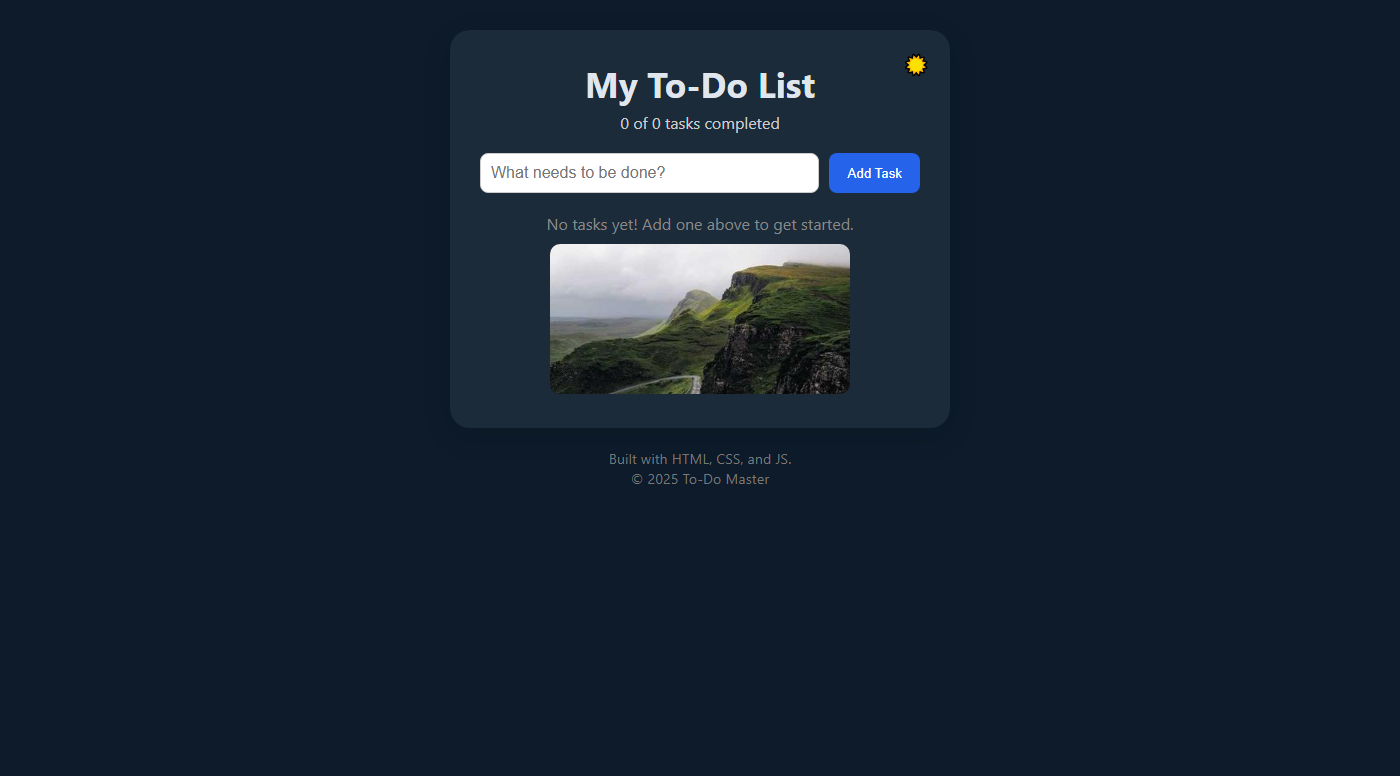 My To-Do List
0 of 0 tasks completed
What needs to be done?
Add Task
No tasks yet! Add one above to get started.
Built with HTML, CSS, and JS.
© 2025 To-Do Master